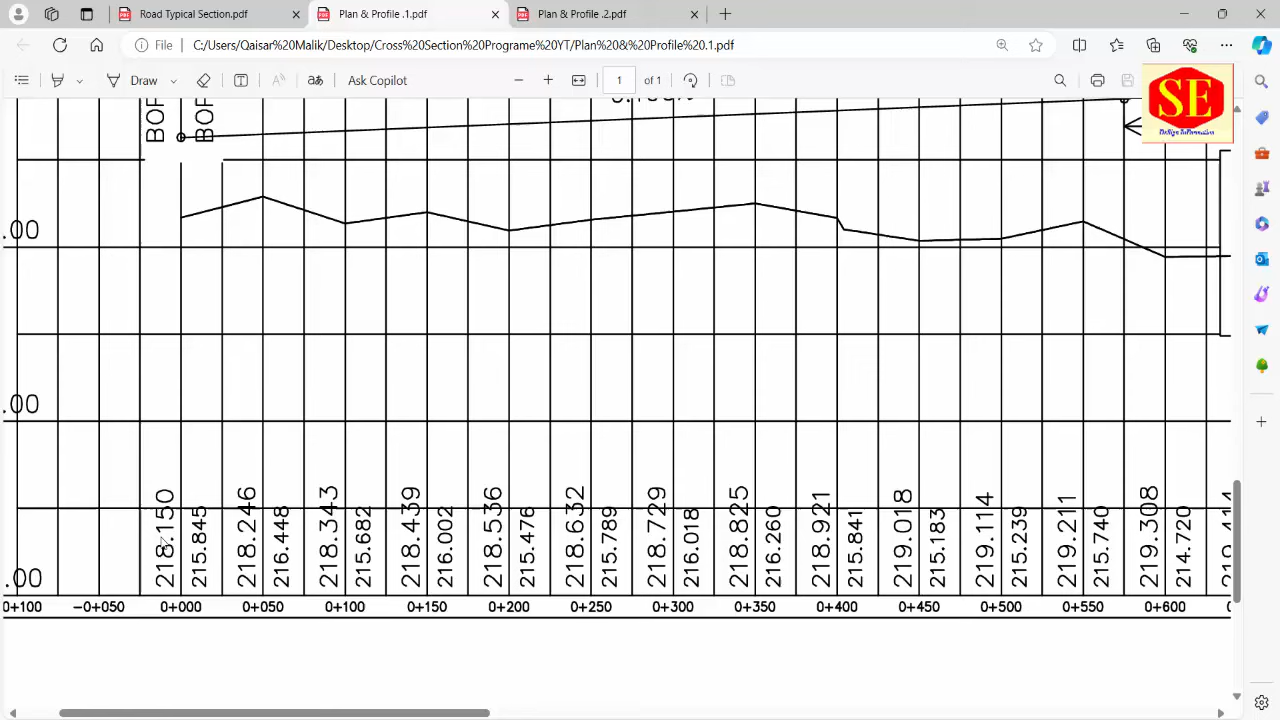 Road Typical Section.pdf
Plan & Profile .1.pdf
Plan & Profile .2.pdf
File
C:/Users/Qaisar%20Malik/Desktop/Cross%20Section%20Programe%20YT/Plan%20&%20Profile%20.1.pdf
Draw
Ask Copilot
1 of 1
SE
DeSign InFormation
.00
.00
.00
218.150 215.845 218.246 216.448 218.343 215.682 218.439 216.002 218.536 215.476 218.632 215.789 218.729 216.018 218.825 216.260 218.921 215.841 219.018 215.183 219.114 215.239 219.211 215.740 219.308 214.720
0+100 -0+050 0+000 0+050 0+100 0+150 0+200 0+250 0+300 0+350 0+400 0+450 0+500 0+550 0+600